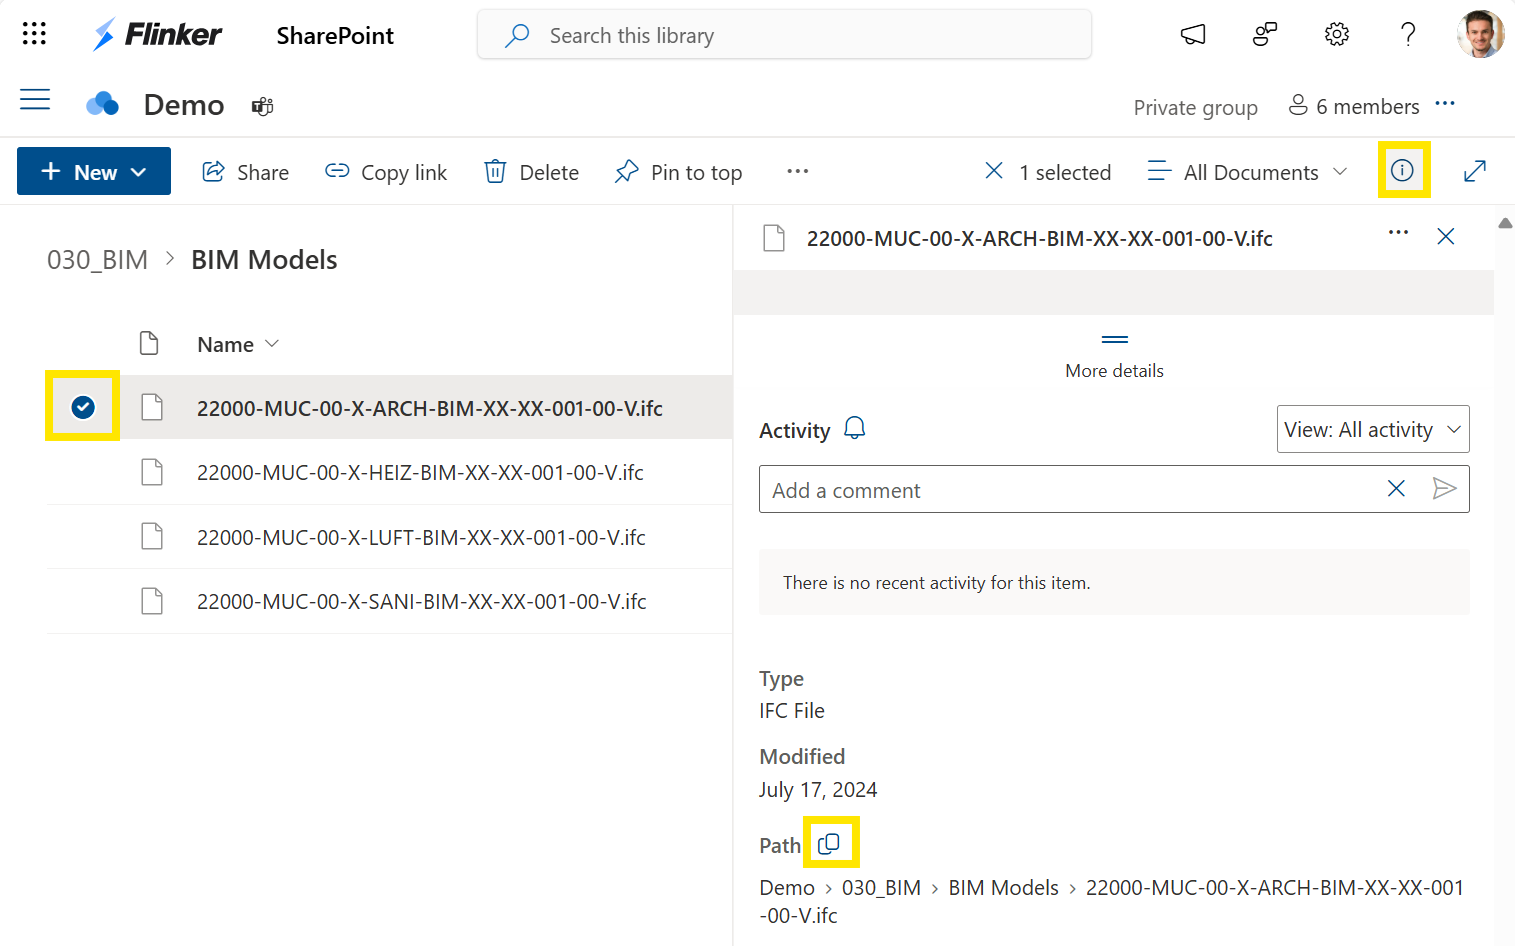 Flinker
SharePoint
Search this library
Demo
Private group
6 members
New
Share
Copy link
Delete
Pin to top
1 selected
All Documents
030_BIM > BIM Models
Name
22000-MUC-00-X-ARCH-BIM-XX-XX-001-00-V.ifc
22000-MUC-00-X-HEIZ-BIM-XX-XX-001-00-V.ifc
22000-MUC-00-X-LUFT-BIM-XX-XX-001-00-V.ifc
22000-MUC-00-X-SANI-BIM-XX-XX-001-00-V.ifc
22000-MUC-00-X-ARCH-BIM-XX-XX-001-00-V.ifc
More details
Activity
View: All activity
Add a comment
There is no recent activity for this item.
Type
IFC File
Modified
July 17, 2024
Path
Demo > 030_BIM > BIM Models > 22000-MUC-00-X-ARCH-BIM-XX-XX-001
-00-V.ifc